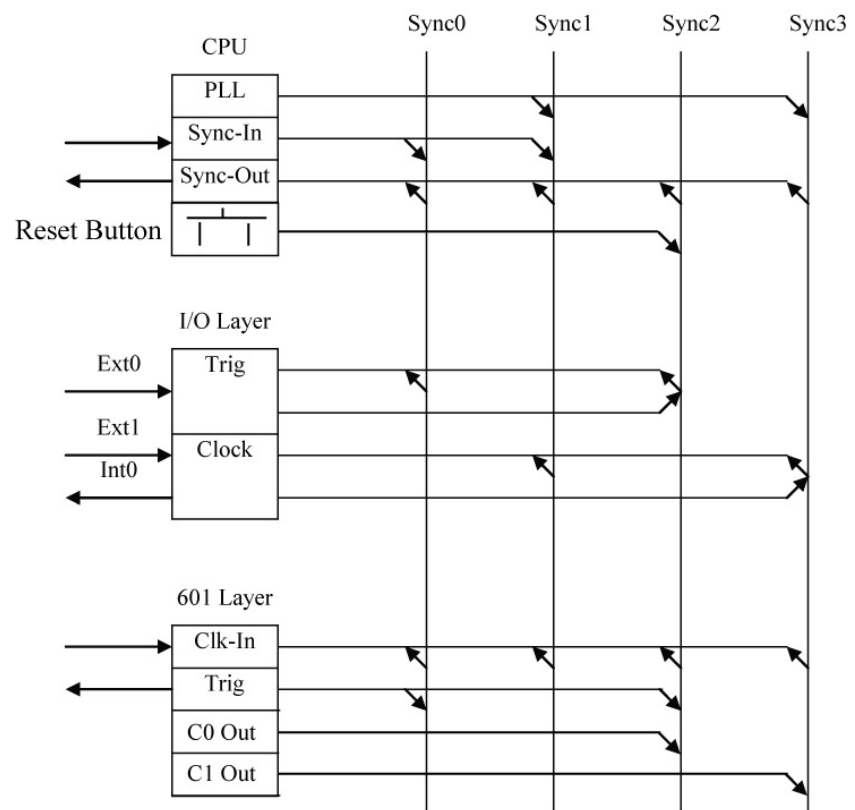 Sync0 Sync1 Sync2 Sync3
CPU
PLL
Sync-In
Sync-Out
Reset Button
I/O Layer
Ext0
Trig
Ext1
Clock
Int0
601 Layer
Clk-In
Trig
C0 Out
C1 Out